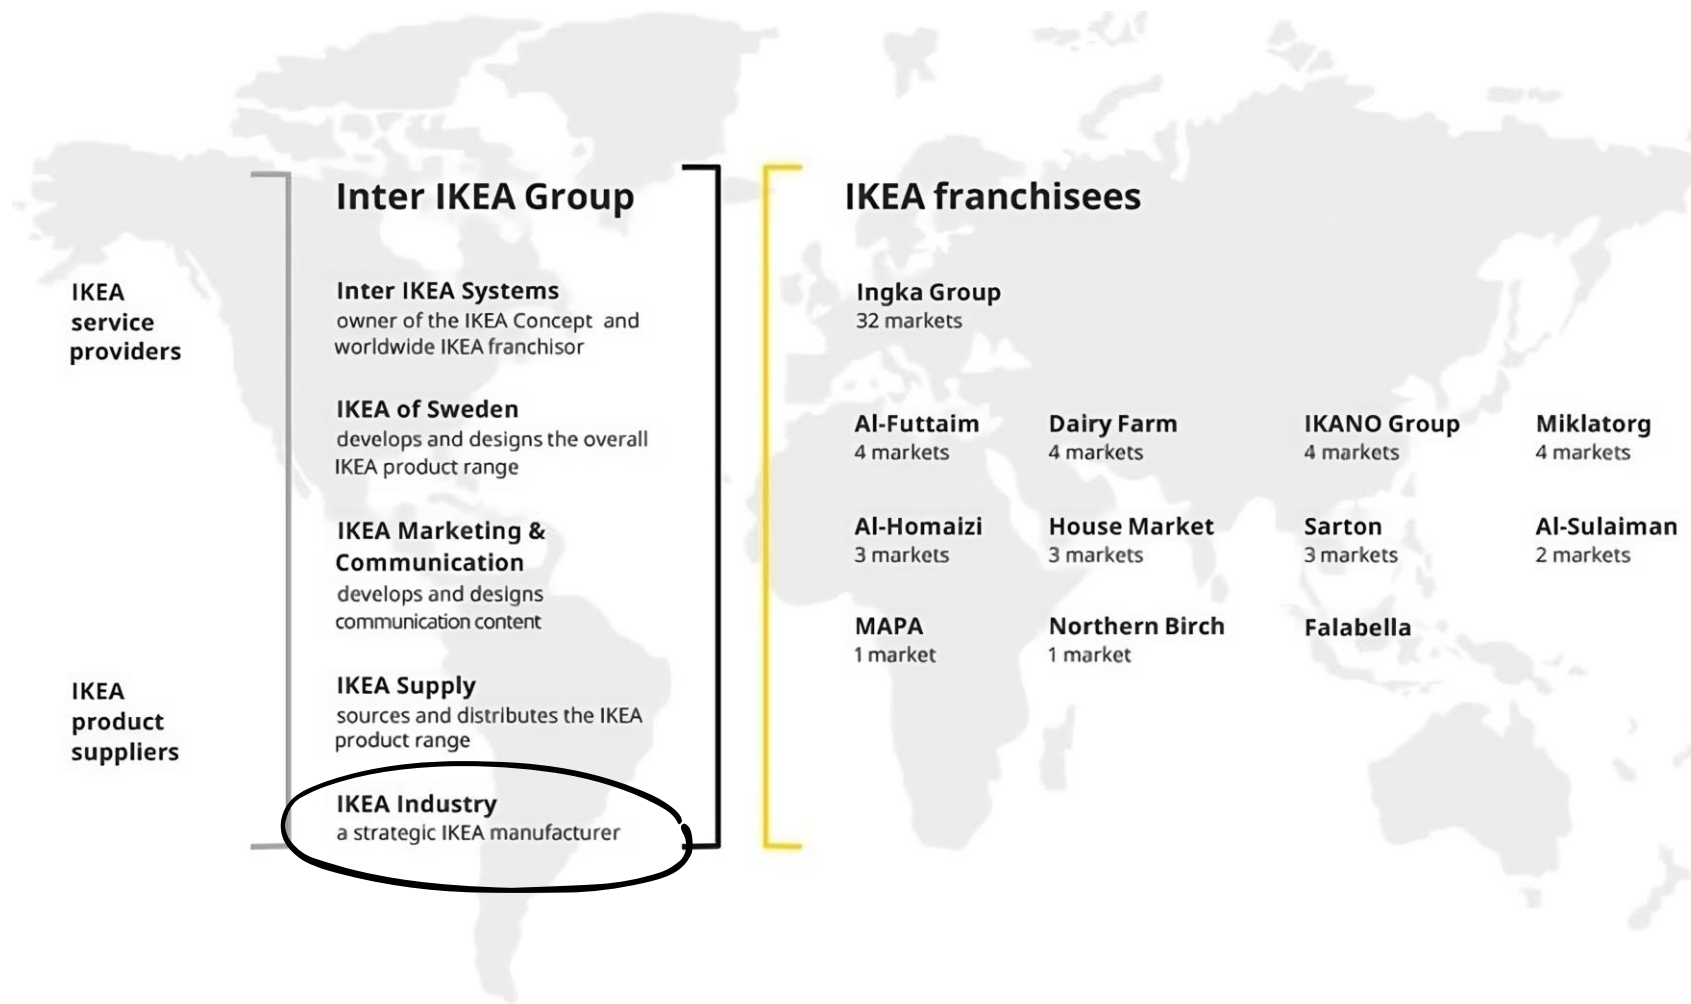 IKEA
service
providers
IKEA
product
suppliers
Inter IKEA Group
Inter IKEA Systems
owner of the IKEA Concept and
worldwide IKEA franchisor
IKEA of Sweden
develops and designs the overall
IKEA product range
IKEA Marketing &
Communication
develops and designs
communication content
IKEA Supply
sources and distributes the IKEA
product range
IKEA Industry
a strategic IKEA manufacturer
IKEA franchisees
Ingka Group
32 markets
Al-Futtaim
4 markets
Dairy Farm
4 markets
IKANO Group
4 markets
Miklatorg
4 markets
Al-Homaizi
3 markets
House Market
3 markets
Sarton
3 markets
Al-Sulaiman
2 markets
MAPA
1 market
Northern Birch
1 market
Falabella